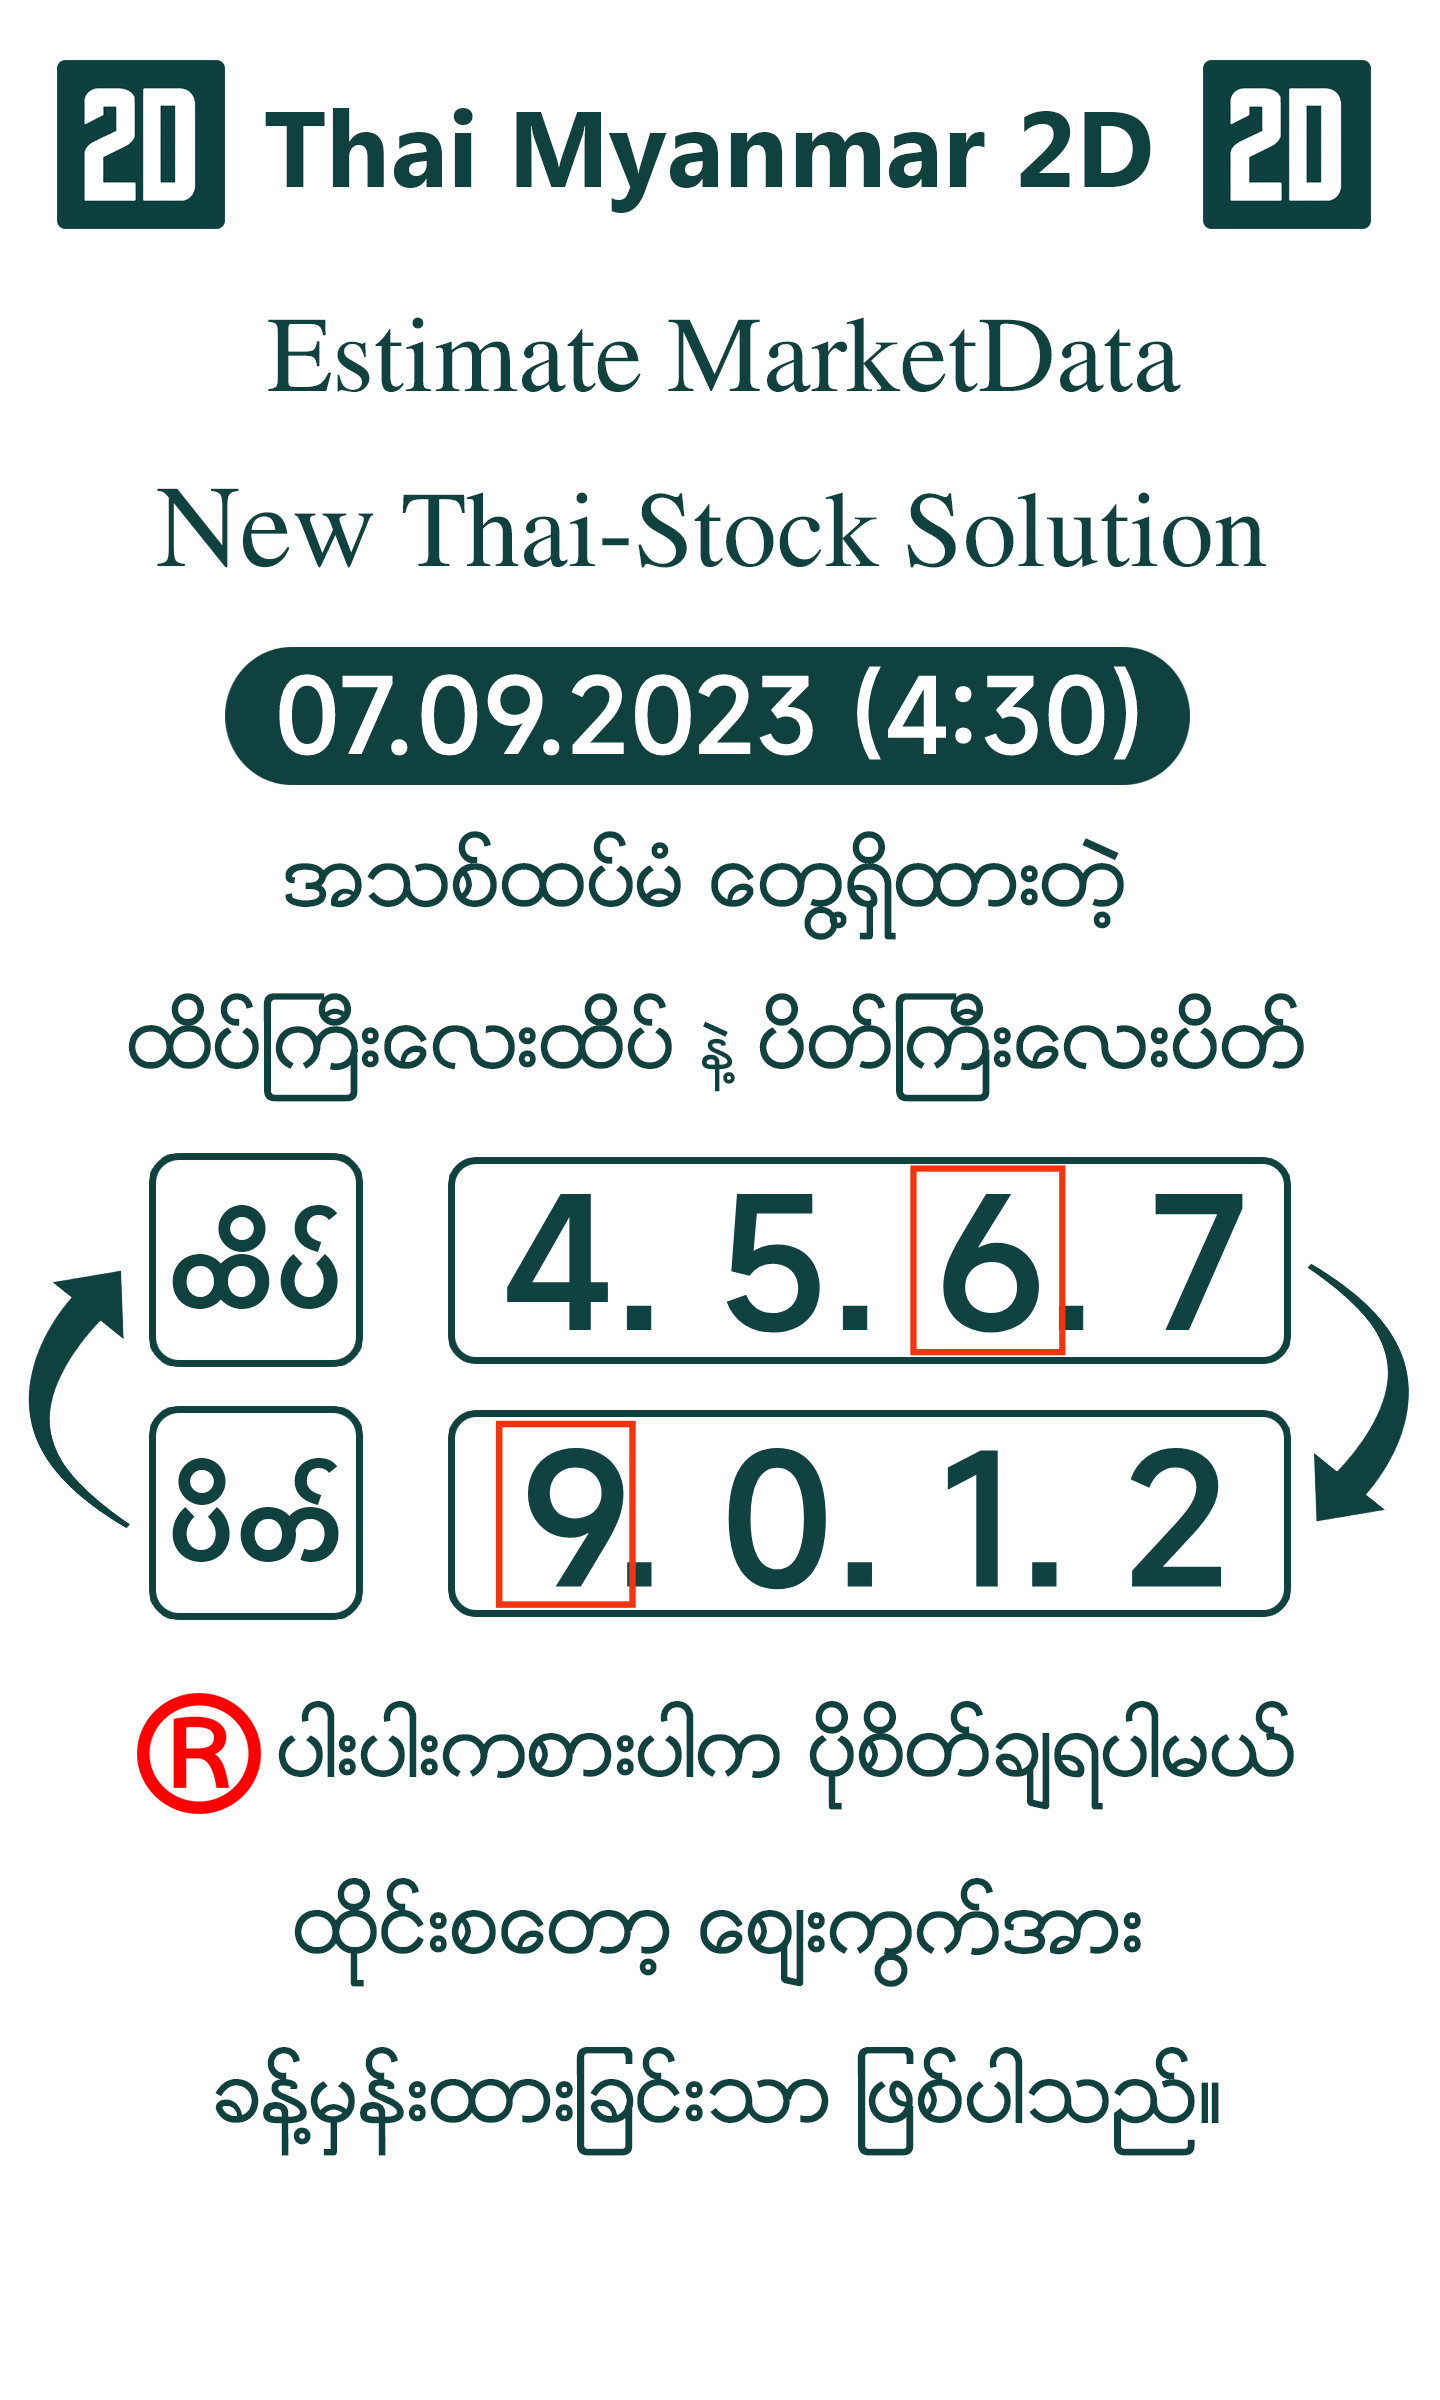 2D Thai Myanmar 2D 2D
Estimate MarketData
New Thai-Stock Solution
07.09.2023 (4:30)
အသစ်ထပ်မံ တွေ့ရှိထားတဲ့
ထိပ်ကြီးလေးထိပ် နဲ့ ပိတ်ကြီးလေးပိတ်
ထိပ် 4. 5. 6. 7
ပိတ် 9. 0. 1. 2
® ပါးပါးကစားပါက ပိုစိတ်ချရပါမယ်
ထိုင်းစတော့ ဈေးကွက်အား
ခန့်မှန်းထားခြင်းသာ ဖြစ်ပါသည်။